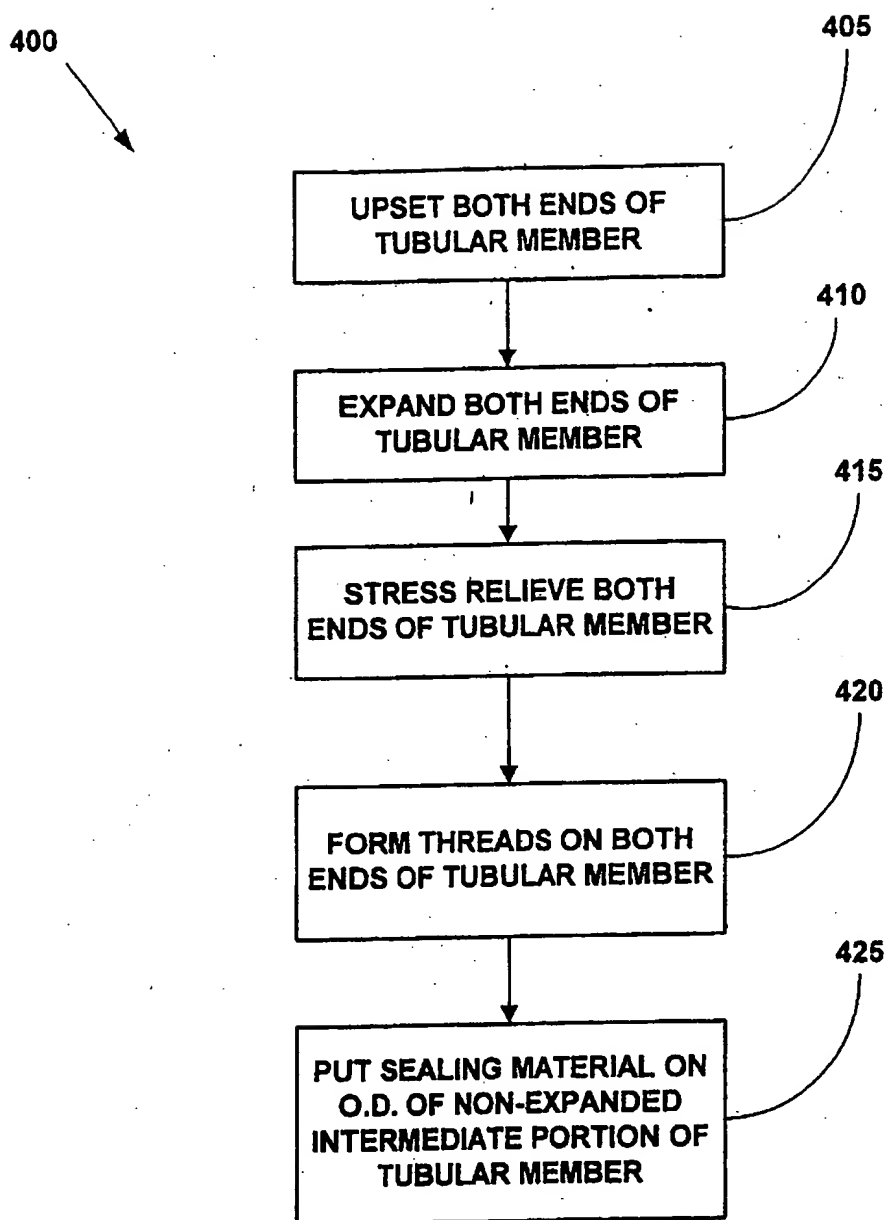 400
405
UPSET BOTH ENDS OF
TUBULAR MEMBER
410
EXPAND BOTH ENDS OF
TUBULAR MEMBER
415
STRESS RELIEVE BOTH
ENDS OF TUBULAR MEMBER
420
FORM THREADS ON BOTH
ENDS OF TUBULAR MEMBER
425
PUT SEALING MATERIAL ON
O.D. OF NON-EXPANDED
INTERMEDIATE PORTION OF
TUBULAR MEMBER